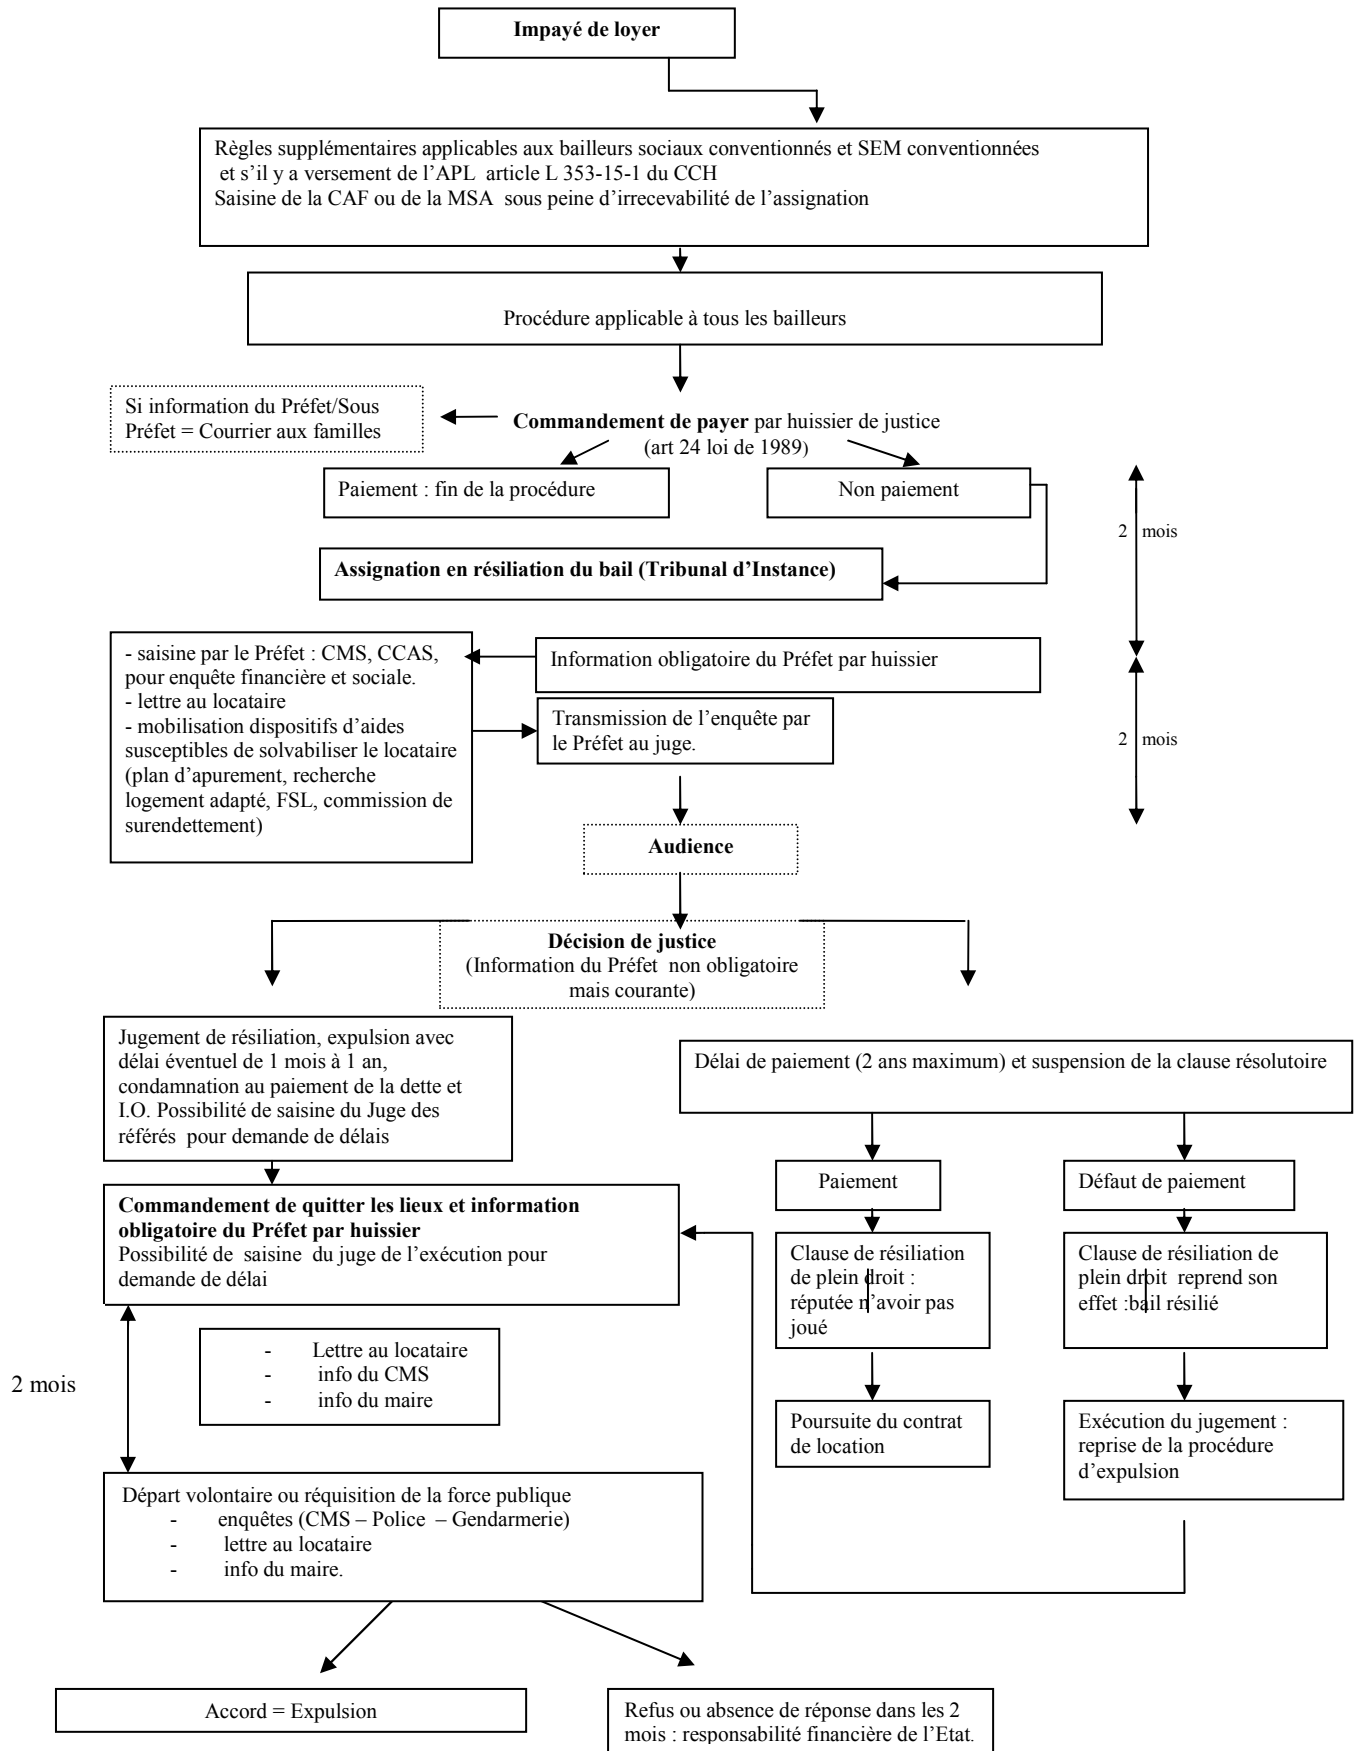 Impayé de loyer
Règles supplémentaires applicables aux bailleurs sociaux conventionnés et SEM conventionnées
et s’il y a versement de l’APL article L 353-15-1 du CCH
Saisine de la CAF ou de la MSA sous peine d’irrecevabilité de l’assignation
Procédure applicable à tous les bailleurs
Si information du Préfet/Sous
Préfet = Courrier aux familles
Commandement de payer par huissier de justice
(art 24 loi de 1989)
Paiement : fin de la procédure
Non paiement
2 mois
Assignation en résiliation du bail (Tribunal d’Instance)
- saisine par le Préfet : CMS, CCAS,
pour enquête financière et sociale.
- lettre au locataire
- mobilisation dispositifs d’aides
susceptibles de solvabiliser le locataire
(plan d’apurement, recherche
logement adapté, FSL, commission de
surendettement)
Information obligatoire du Préfet par huissier
Transmission de l’enquête par
le Préfet au juge.
2 mois
Audience
Décision de justice
(Information du Préfet non obligatoire
mais courante)
Jugement de résiliation, expulsion avec
délai éventuel de 1 mois à 1 an,
condamnation au paiement de la dette et
I.O. Possibilité de saisine du Juge des
référés pour demande de délais
Délai de paiement (2 ans maximum) et suspension de la clause résolutoire
Paiement
Défaut de paiement
Commandement de quitter les lieux et information
obligatoire du Préfet par huissier
Possibilité de saisine du juge de l’exécution pour
demande de délai
Clause de résiliation
de plein droit :
réputée n’avoir pas
joué
Clause de résiliation de
plein droit reprend son
effet :bail résilié
2 mois
- Lettre au locataire
- info du CMS
- info du maire
Poursuite du contrat
de location
Exécution du jugement :
reprise de la procédure
d’expulsion
Départ volontaire ou réquisition de la force publique
- enquêtes (CMS – Police – Gendarmerie)
- lettre au locataire
- info du maire.
Accord = Expulsion
Refus ou absence de réponse dans les 2
mois : responsabilité financière de l’Etat.